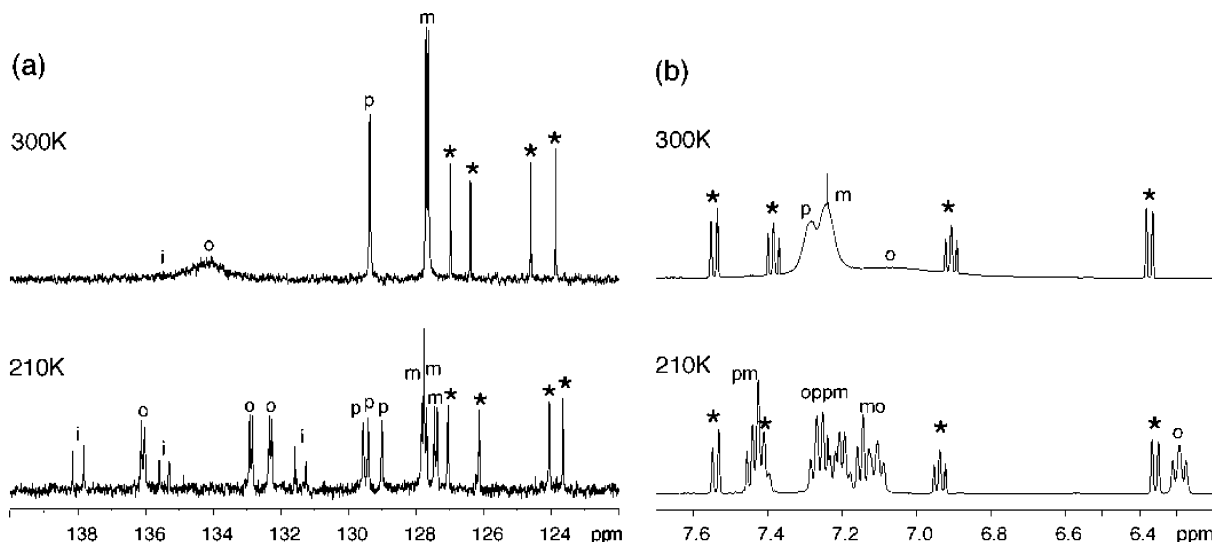 (a)
300K
i
o
p
m
*
*
*
*
210K
i
o
i
o
o
i
p
p
p
m
m
m
*
*
*
*
138
136
134
132
130
128
126
124
ppm
(b)
300K
*
*
p
m
o
*
*
210K
*
pm
*
oppm
mo
*
*
o
7.6
7.4
7.2
7.0
6.8
6.6
6.4
ppm